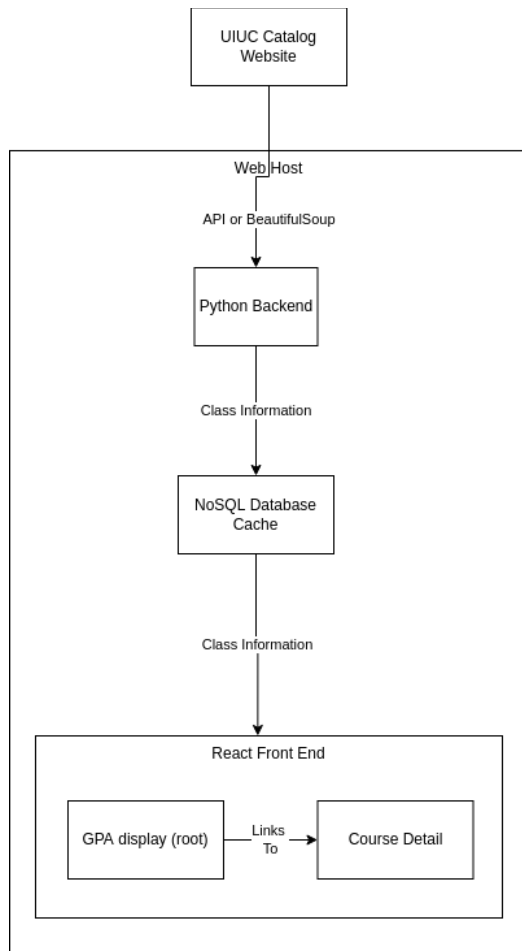 UIUC Catalog
Website
Web Host
API or BeautifulSoup
Python Backend
Class Information
NoSQL Database
Cache
Class Information
React Front End
GPA display (root)
Links
To
Course Detail